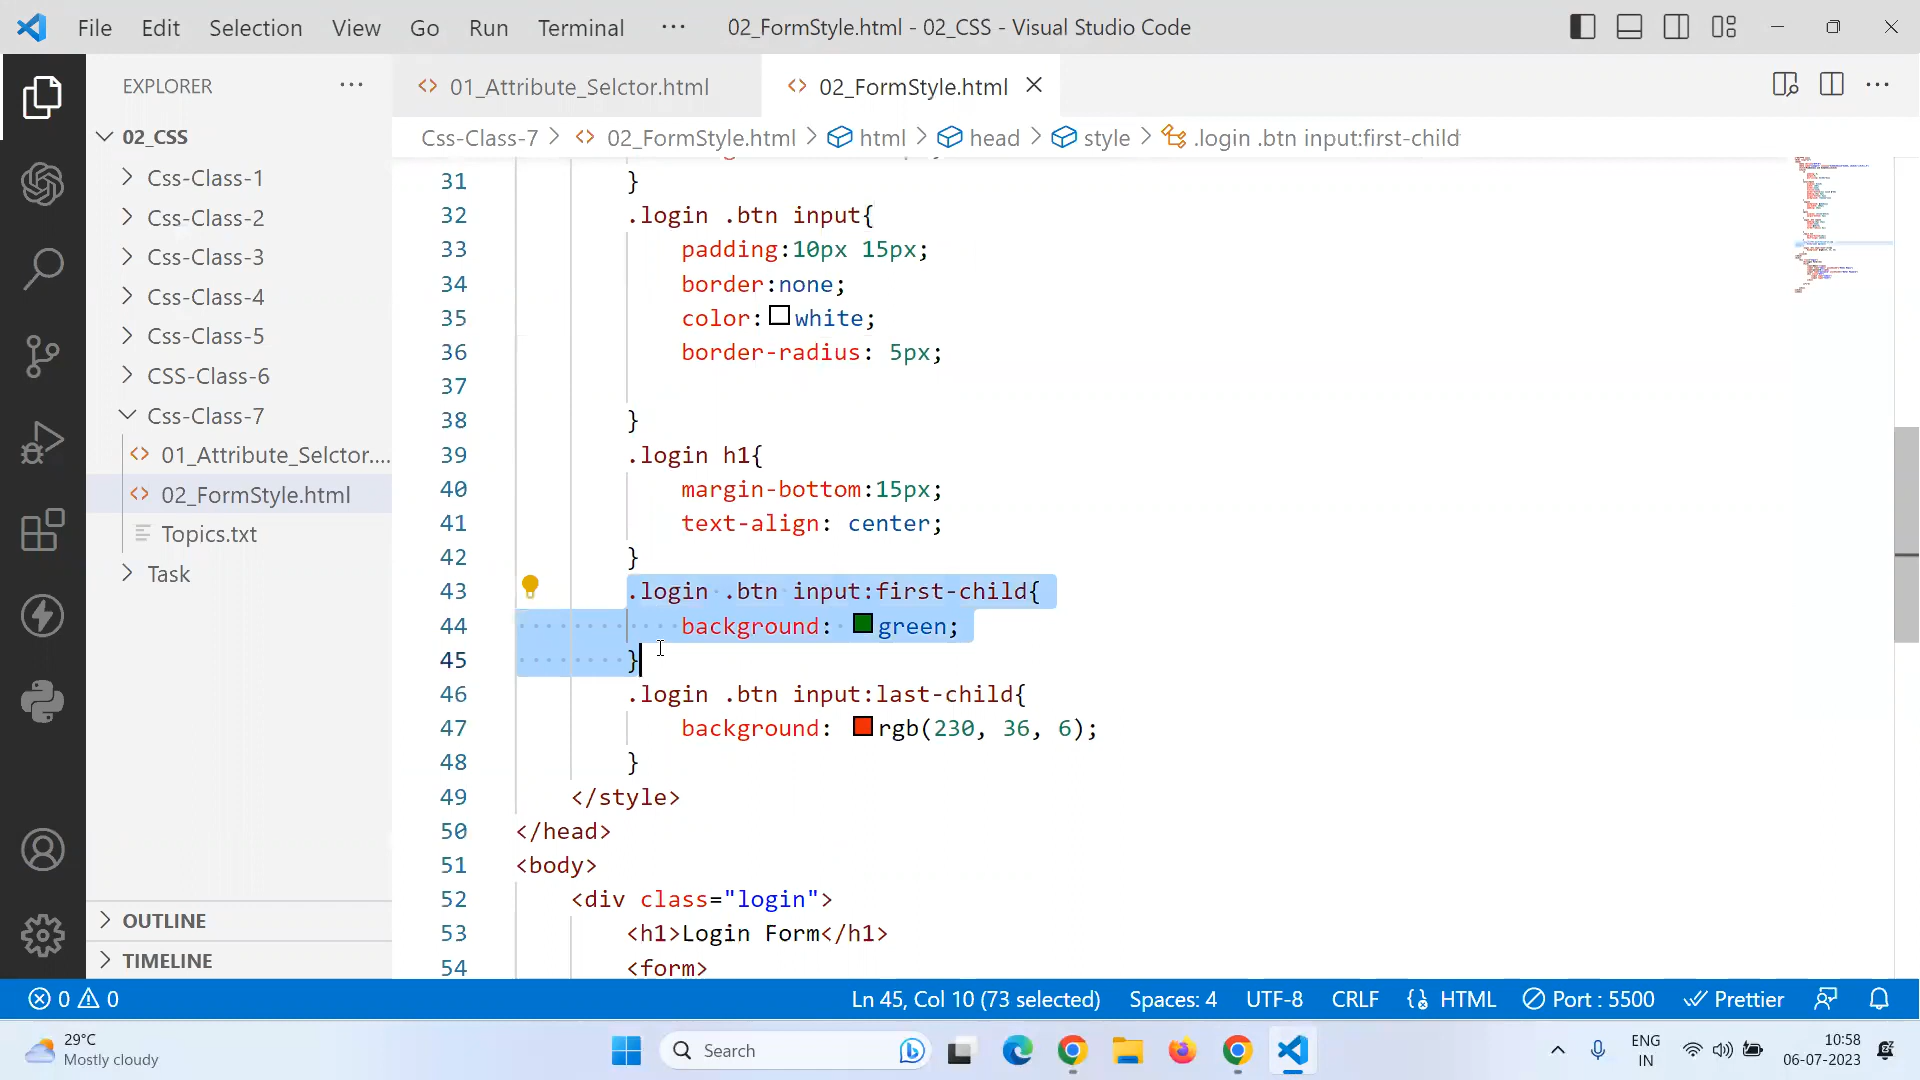 File Edit Selection View Go Run Terminal ··· 02_FormStyle.html - 02_CSS - Visual Studio Code
EXPLORER ···
01_Attribute_Selctor.html
02_FormStyle.html
Css-Class-7 > 02_FormStyle.html > html > head > style > .login .btn input:first-child
02_CSS
Css-Class-1
Css-Class-2
Css-Class-3
Css-Class-4
Css-Class-5
CSS-Class-6
Css-Class-7
01_Attribute_Selctor....
02_FormStyle.html
Topics.txt
Task
OUTLINE
TIMELINE
31 }
32 .login .btn input{
33 padding:10px 15px;
34 border:none;
35 color:white;
36 border-radius: 5px;
37
38 }
39 .login h1{
40 margin-bottom:15px;
41 text-align: center;
42 }
43 .login .btn input:first-child{
44 background: green;
45 }
46 .login .btn input:last-child{
47 background: rgb(230, 36, 6);
48 }
49 </style>
50 </head>
51 <body>
52 <div class="login">
53 <h1>Login Form</h1>
54 <form>
0 0 Ln 45, Col 10 (73 selected) Spaces: 4 UTF-8 CRLF HTML Port : 5500 Prettier
29°C
Mostly cloudy
Search
ENG
IN
10:58
06-07-2023